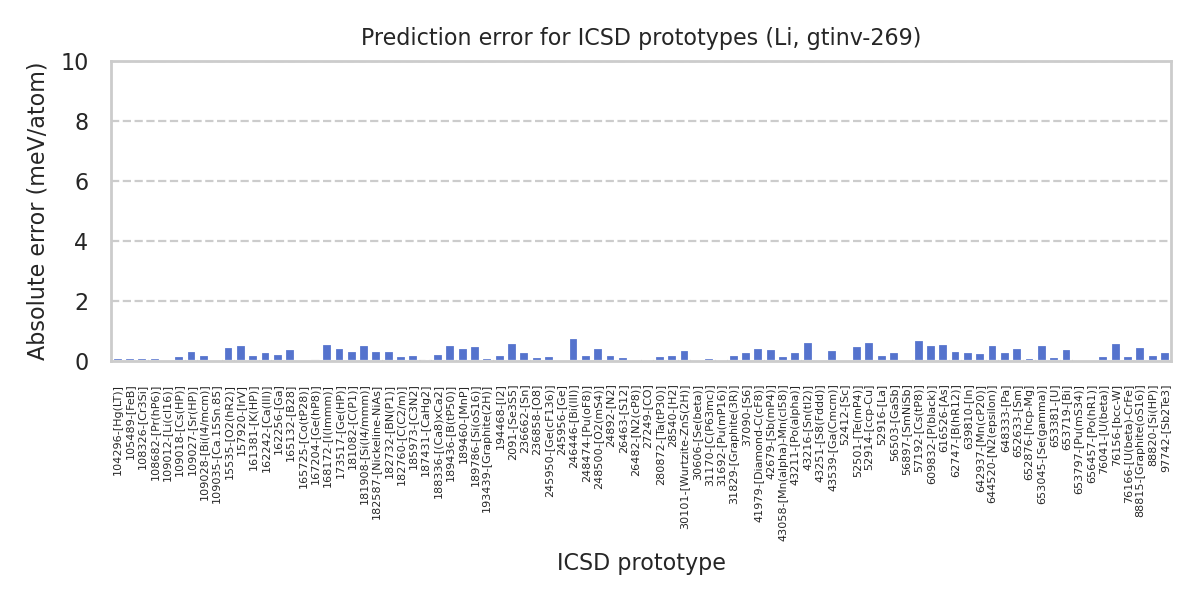 Prediction error for ICSD prototypes (Li, gtinv-269)
Absolute error (meV/atom)
10
8
6
4
2
0
104296-[Hg(LT)]
105489-[FeB]
108326-[Cr3Si]
108682-[Pr(hP6)]
109012-[Li(cI16)]
109018-[Cs(HP)]
109027-[Sr(HP)]
109028-[Bi(I4/mcm)]
109035-[Ca.15Sn.85]
15535-[O2(hR2)]
157920-[IrV]
161381-[K(HP)]
162242-[Ca(III)]
162256-[Ga]
165132-[B28]
165725-[Co(tP28)]
167204-[Ge(hP8)]
168172-[I(Immm)]
173517-[Ge(HP)]
181082-[C(P1)]
181908-[Si(I4/mmm)]
182587-[Nickeline-NiAs]
182732-[BN(P1)]
182760-[C(C2/m)]
185973-[C3N2]
187431-[CaHg2]
188336-[(Ca8)xCa2]
189436-[B(tP50)]
189460-[MnP]
189786-[Si(oS16)]
193439-[Graphite(2H)]
194468-[I2]
2091-[Se3S5]
236662-[Sn]
236858-[O8]
245950-[Ge(cF136)]
245956-[Ge]
246446-[Bi(III)]
248474-[Pu(oF8)]
248500-[O2(mS4)]
24892-[N2]
26463-[S12]
26482-[N2(cP8)]
27249-[CO]
280872-[Ta(tP30)]
28540-[H2]
30101-[Wurtzite-ZnS(2H)]
30606-[Se(beta)]
31170-[C(P63mc)]
31692-[Pu(mP16)]
31829-[Graphite(3R)]
37090-[S6]
41979-[Diamond-C(cF8)]
42679-[Sb(mP4)]
43058-[Mn(alpha)-Mn(cI58)]
43211-[Po(alpha)]
43216-[Sn(tI2)]
43251-[S8(Fddd)]
43539-[Ga(Cmcm)]
52412-[Sc]
52501-[Te(mP4)]
52914-[fcc-Cu]
52916-[La]
56503-[GaSb]
56897-[SmNiSb]
57192-[Cs(tP8)]
609832-[P(black)]
616526-[As]
62747-[B(hR12)]
639810-[In]
642937-[Mn(cP20)]
644520-[N2(epsilon)]
648333-[Pa]
652633-[Sm]
652876-[hcp-Mg]
653045-[Se(gamma)]
653381-[U]
653719-[Bi]
653797-[Pu(mS34)]
656457-[Po(hR1)]
76041-[U(beta)]
76156-[bcc-W]
76166-[U(beta)-CrFe]
88815-[Graphite(oS16)]
88820-[Si(HP)]
97742-[Sb2Te3]
ICSD prototype